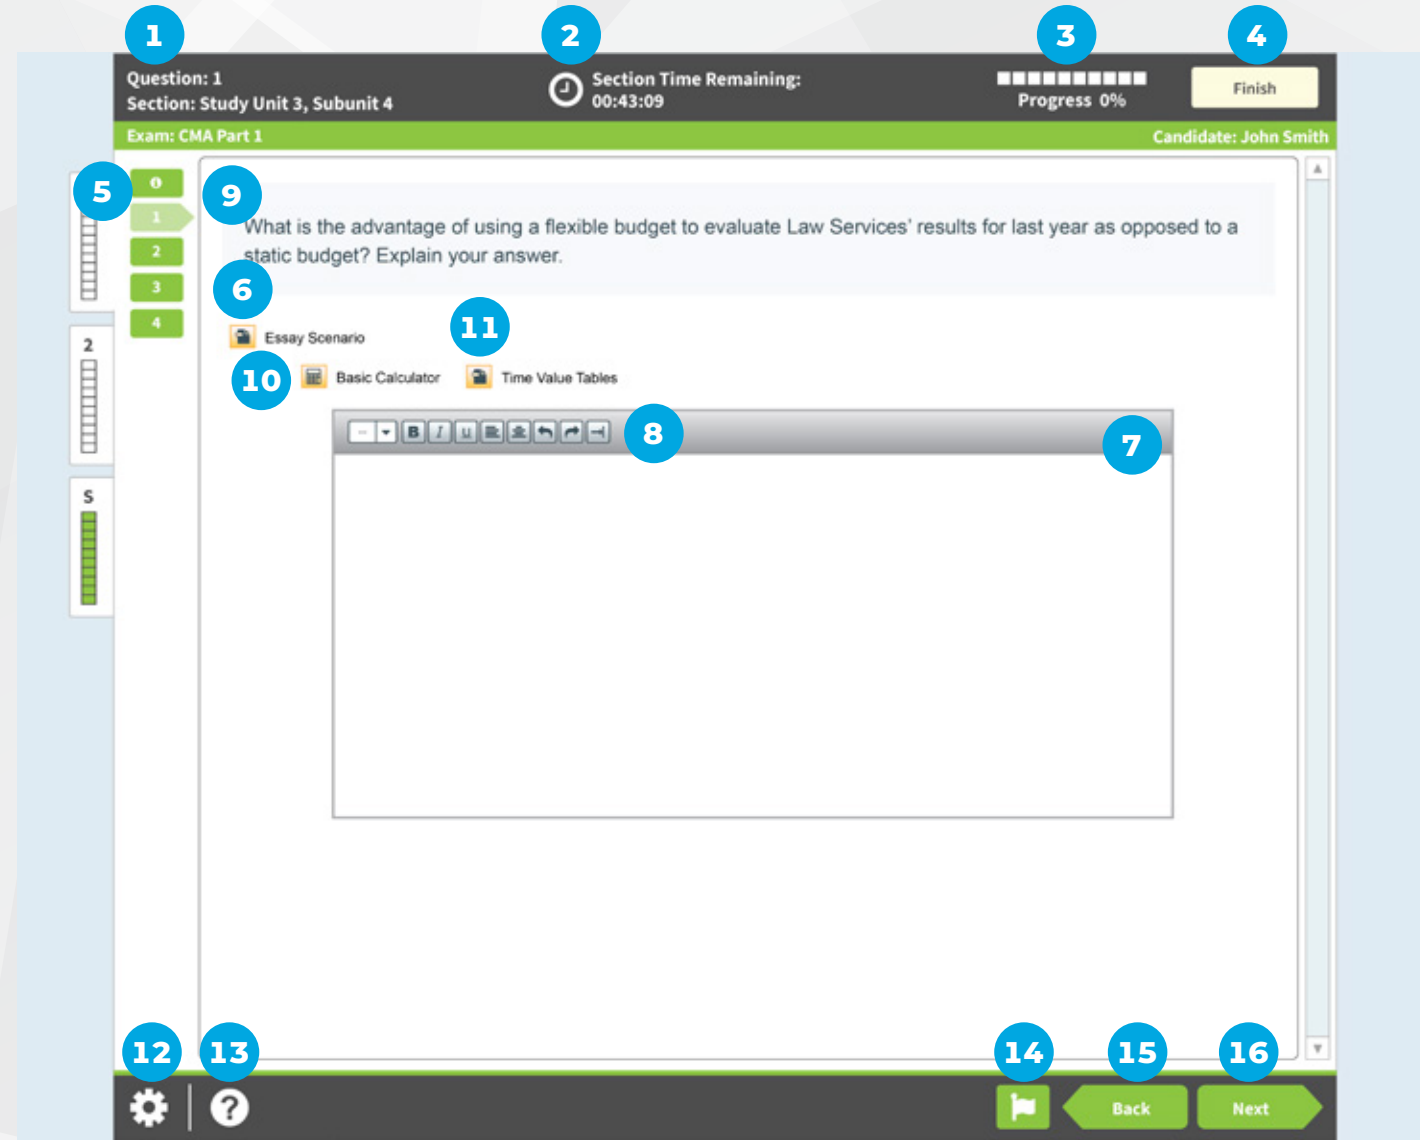 1
2
3
4
Question: 1
Section: Study Unit 3, Subunit 4
Section Time Remaining:
00:43:09
Progress 0%
Finish
Exam: CMA Part 1
Candidate: John Smith
5
1
2
3
4
2
S
9
What is the advantage of using a flexible budget to evaluate Law Services' results for last year as opposed to a
static budget? Explain your answer.
6
Essay Scenario
11
10
Basic Calculator
Time Value Tables
B I U
8
7
12
13
14
15
16
?
Back
Next